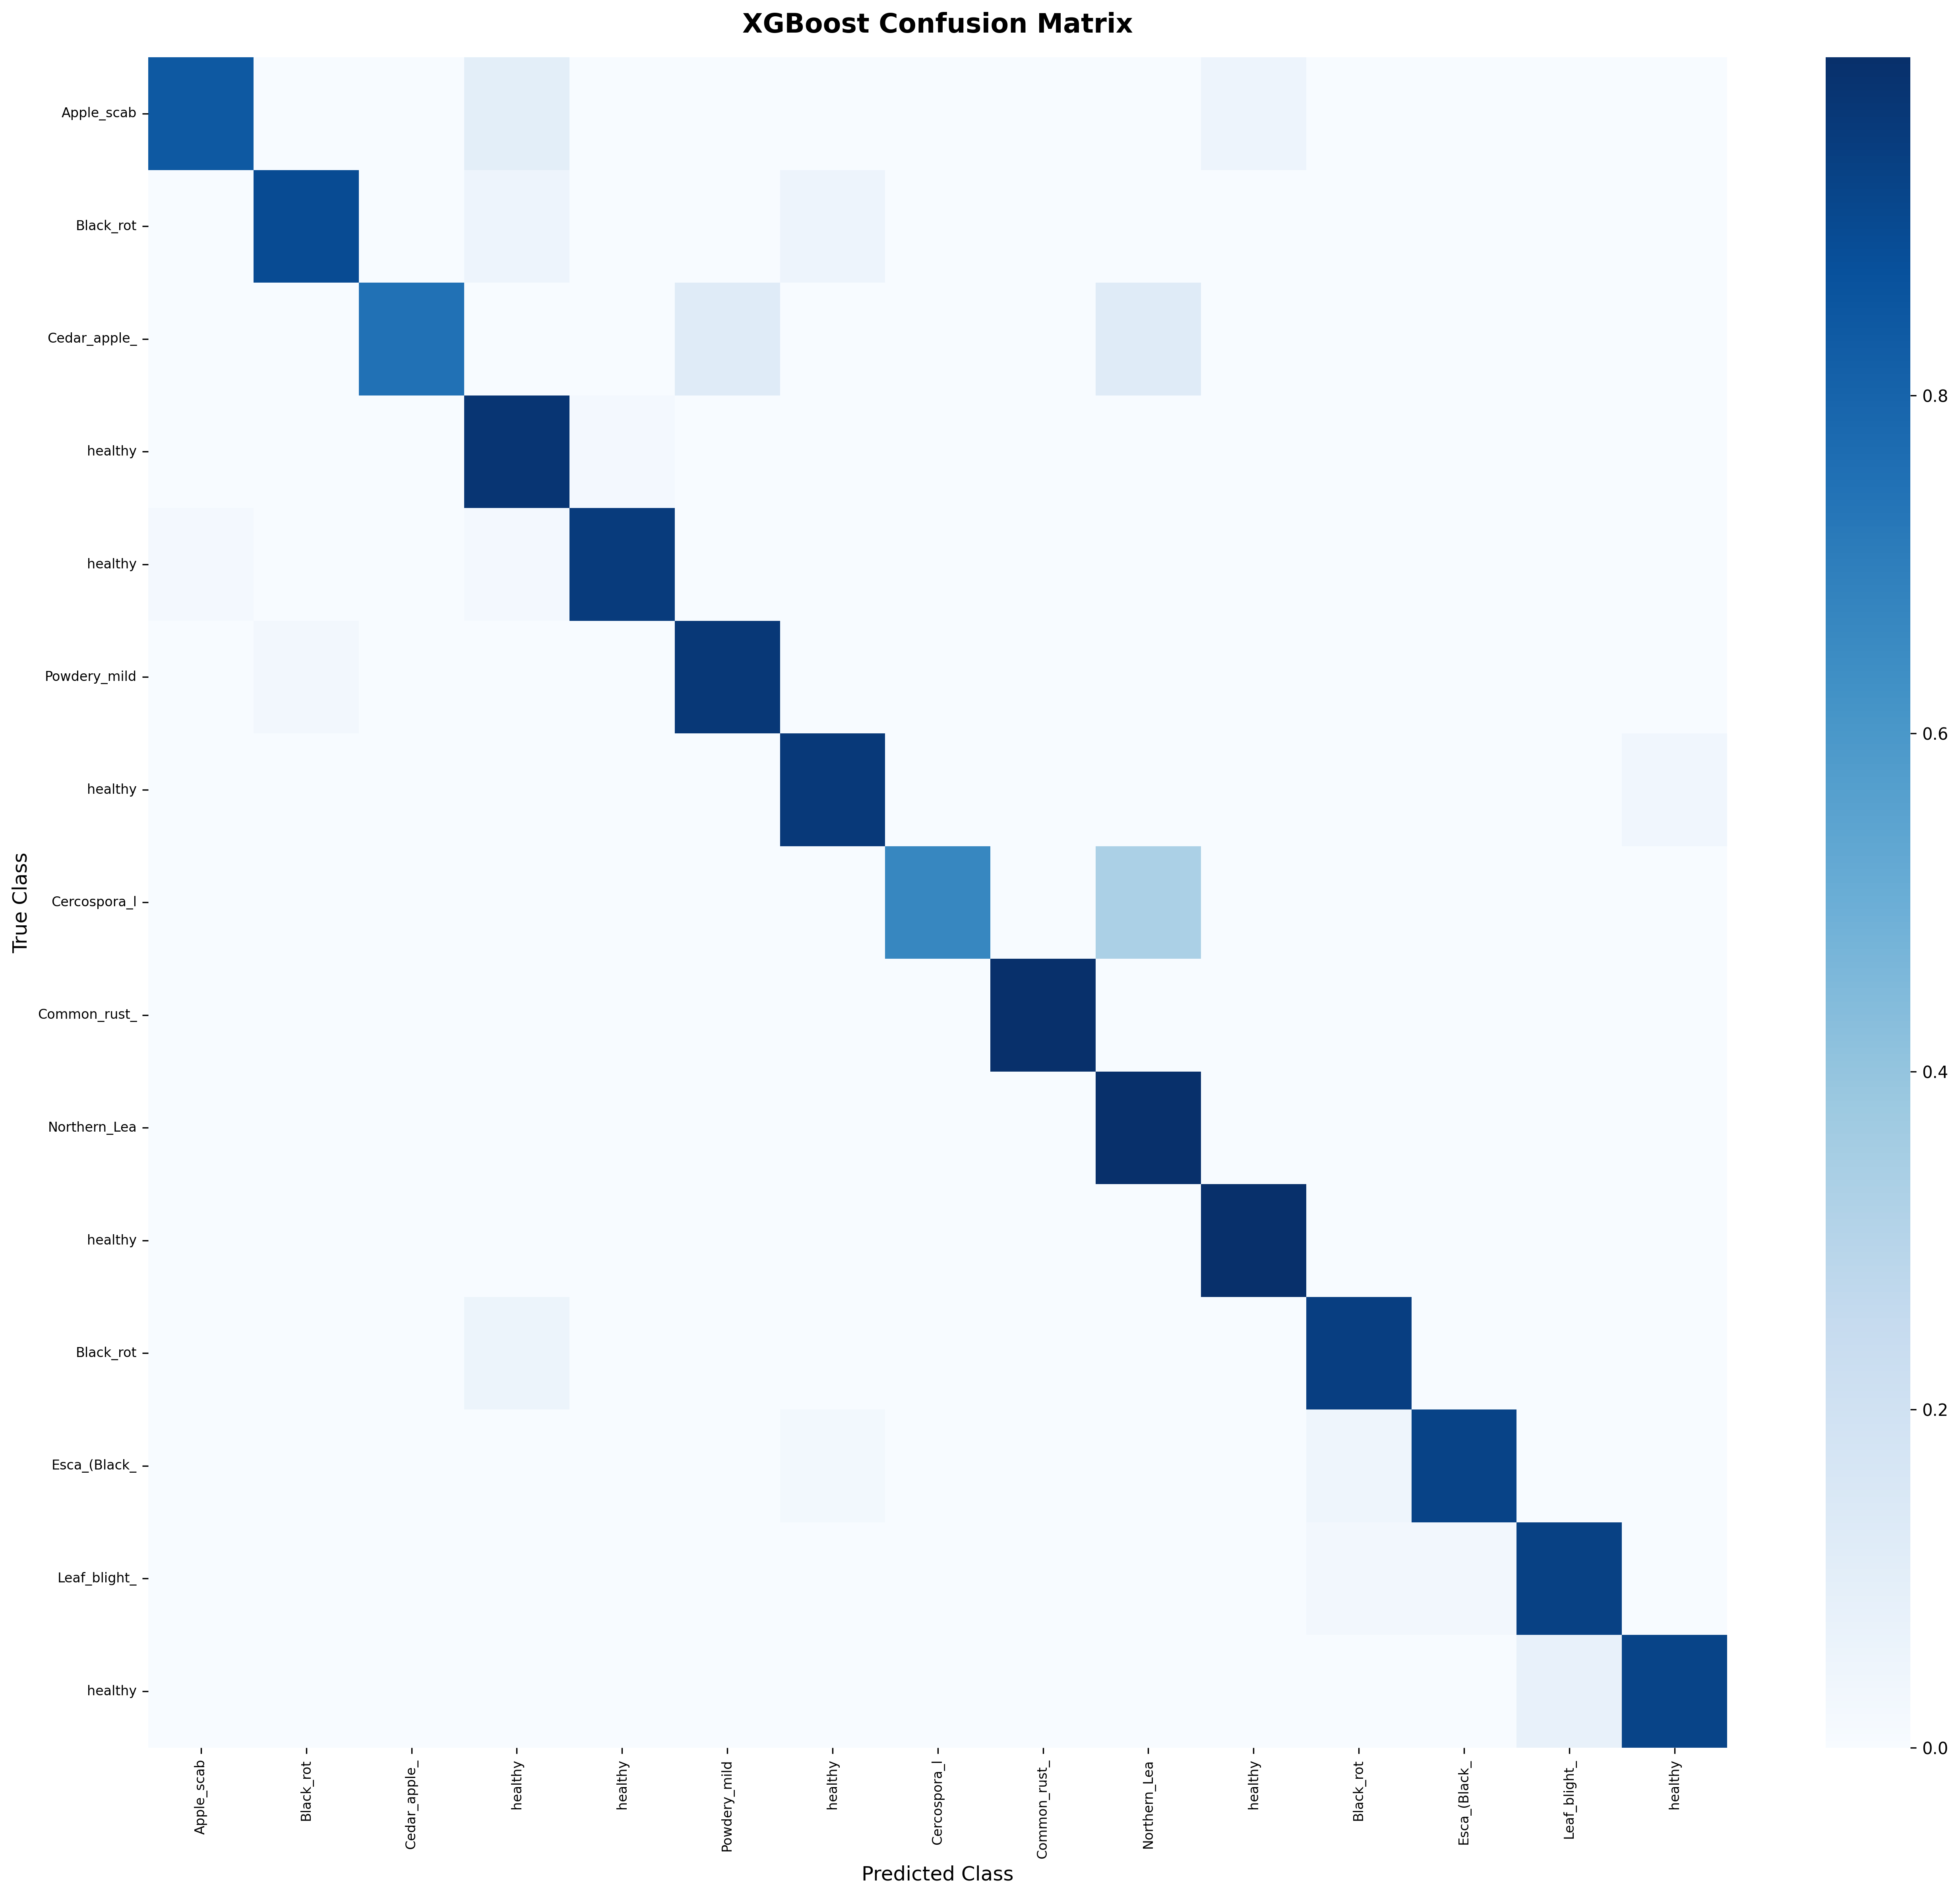 XGBoost Confusion Matrix
True Class
Apple_scab
Black_rot
Cedar_apple_
healthy
healthy
Powdery_mild
healthy
Cercospora_l
Common_rust_
Northern_Lea
healthy
Black_rot
Esca_(Black_
Leaf_blight_
healthy
0.8
0.6
0.4
0.2
0.0
Apple_scab
Black_rot
Cedar_apple_
healthy
healthy
Powdery_mild
healthy
Cercospora_l
Common_rust_
Northern_Lea
healthy
Black_rot
Esca_(Black_
Leaf_blight_
healthy
Predicted Class